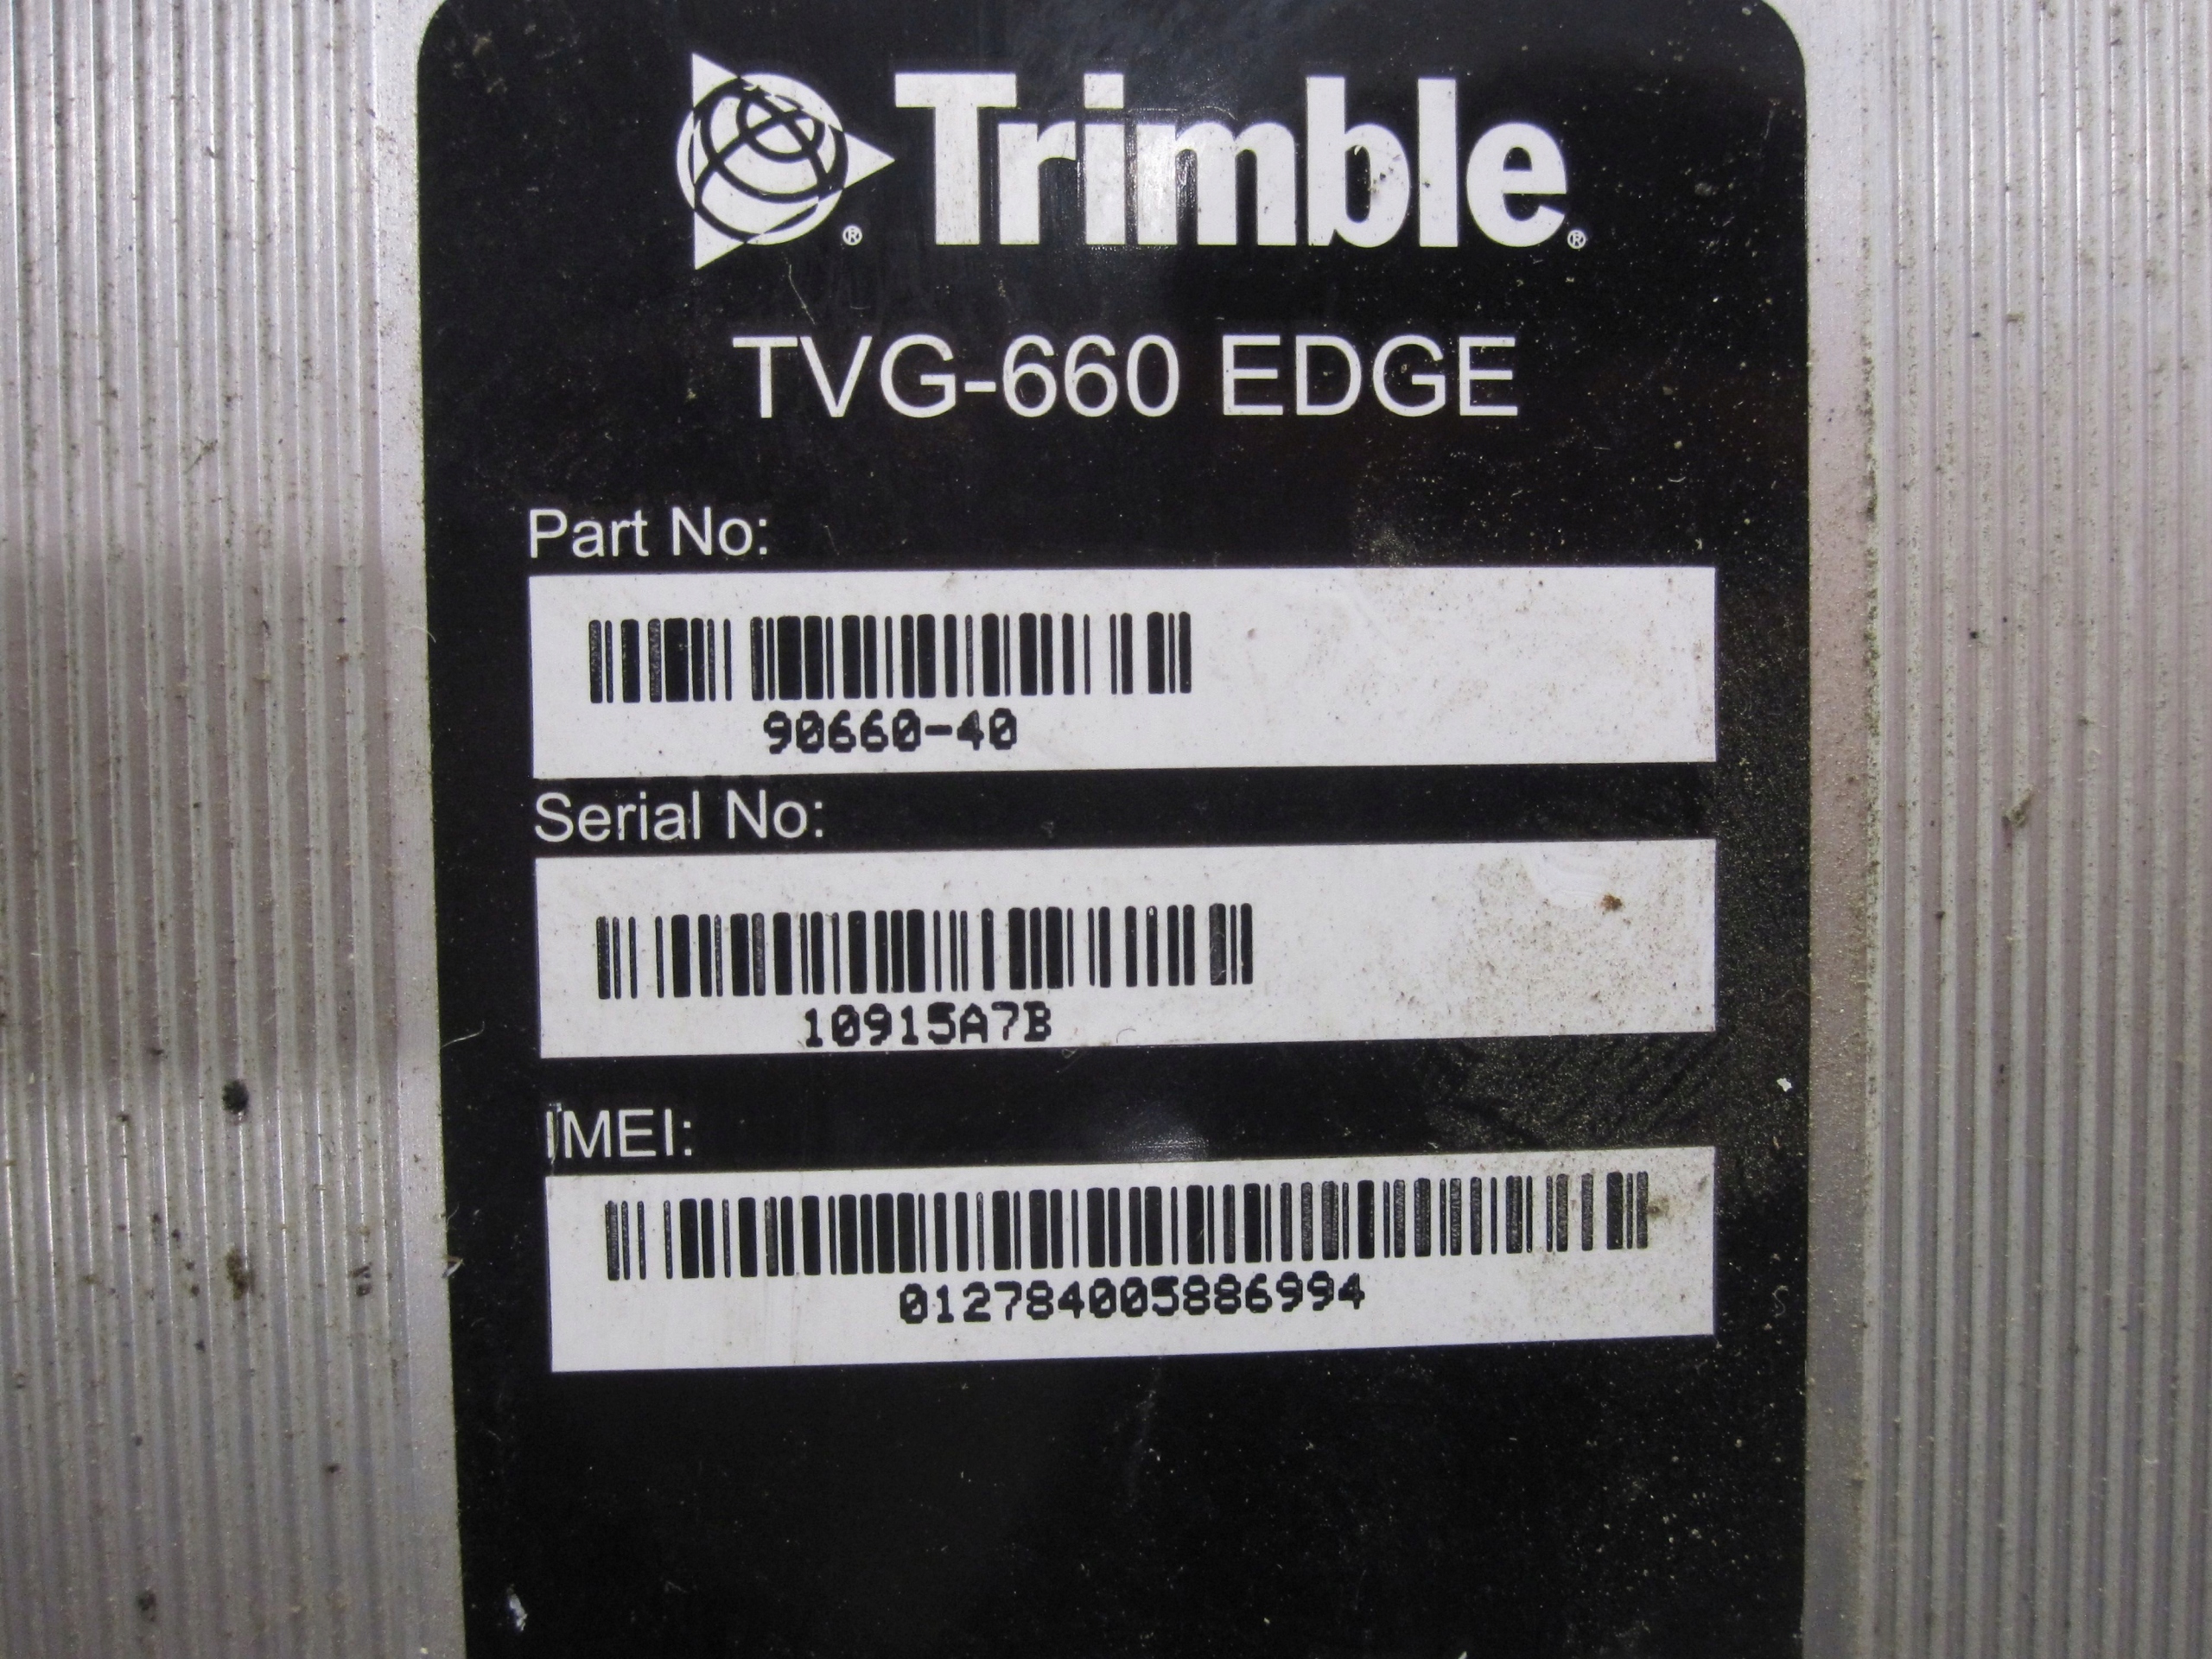 Trimble®
TVG-660 EDGE
Part No:
90660-40
Serial No:
10915A7B
IMEI:
012784005886994